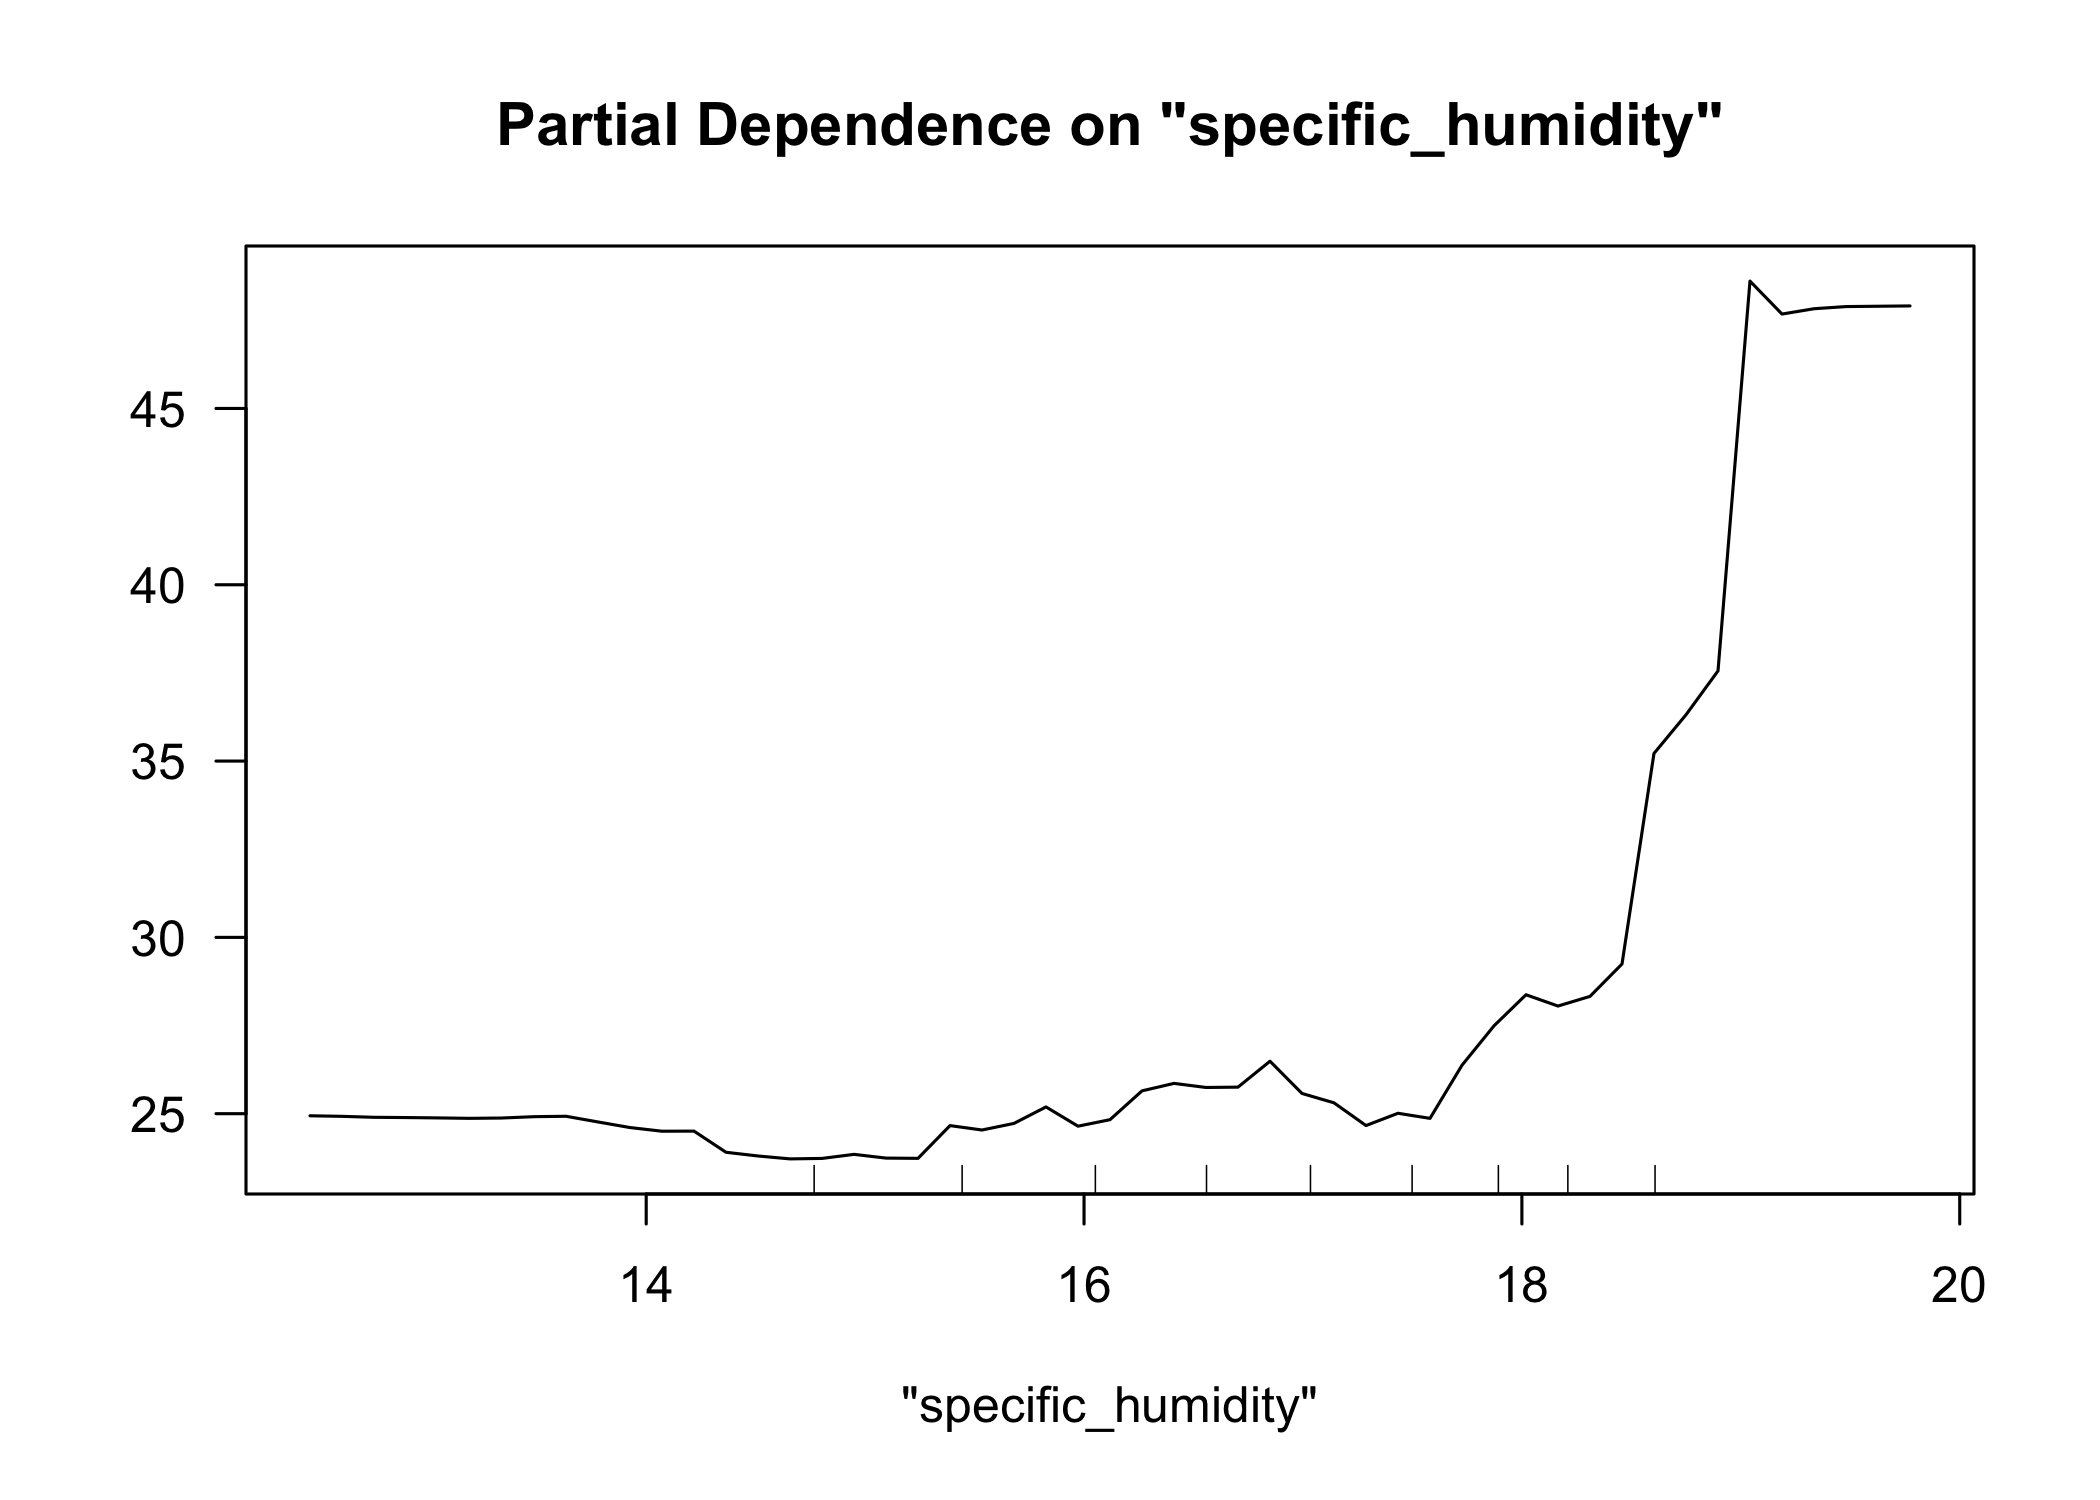 Partial Dependence on "specific_humidity"
45
40
35
30
25
14 16 18 20
"specific_humidity"